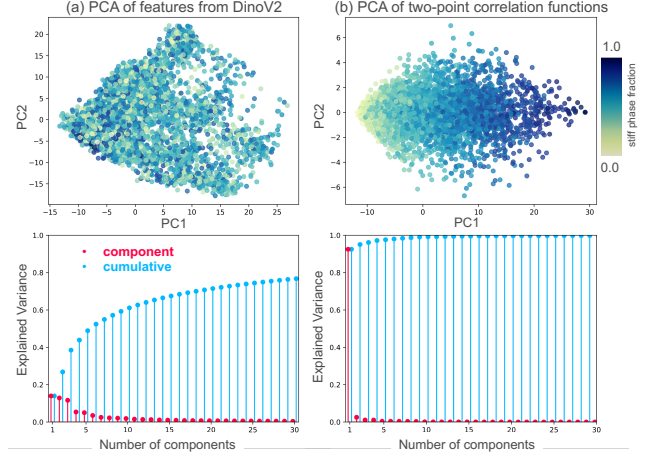 (a) PCA of features from DinoV2
(b) PCA of two-point correlation functions
20
15
10
5
0
−5
−10
−15
PC2
−15 −10 −5 0 5 10 15 20 25
PC1
6
4
2
0
−2
−4
−6
PC2
−10 0 10 20 30
PC1
1.0
0.0
stiff phase fraction
1.0
0.8
0.6
0.4
0.2
0.0
Explained Variance
component
cumulative
1 5 10 15 20 25 30
Number of components
1.0
0.8
0.6
0.4
0.2
0.0
Explained Variance
1 5 10 15 20 25 30
Number of components